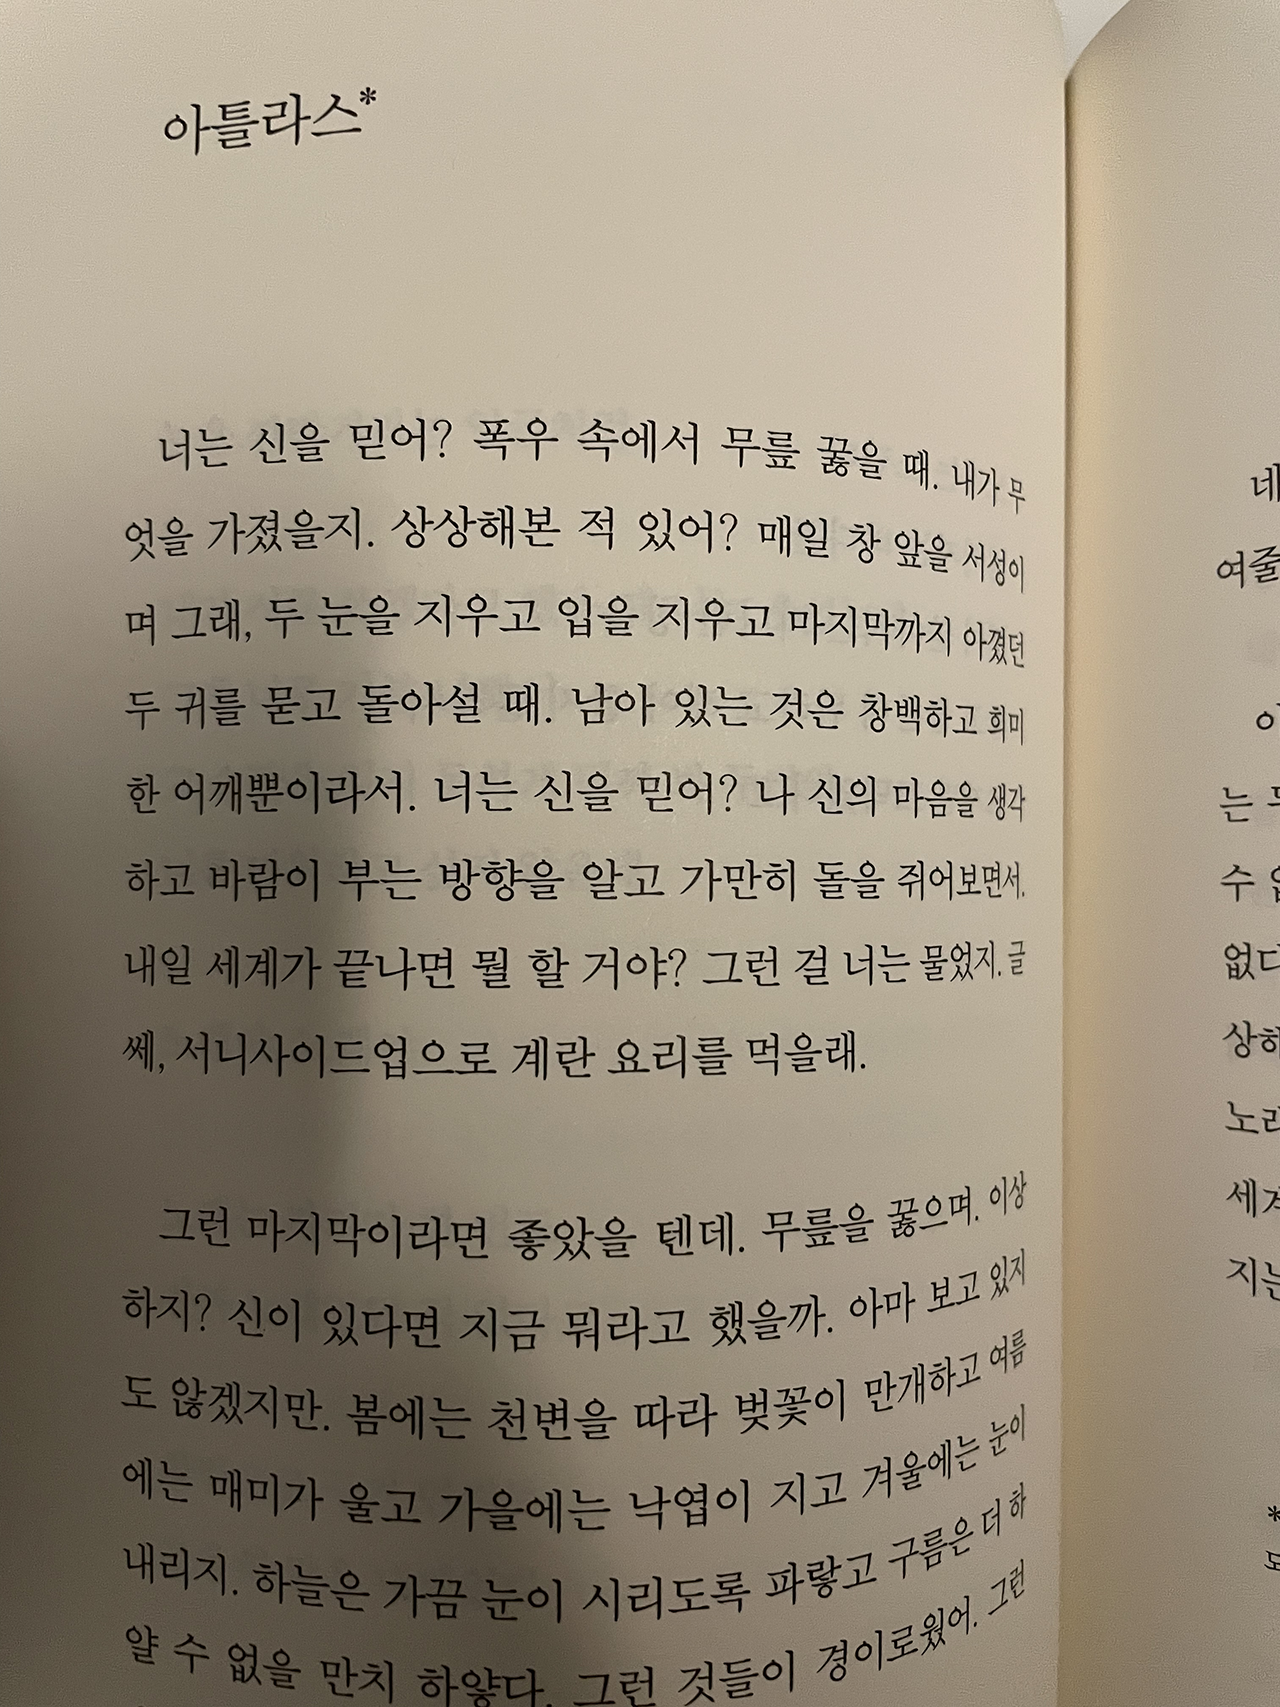 아틀라스*
너는 신을 믿어? 폭우 속에서 무릎 꿇을 때. 내가 무
엇을 가졌을지. 상상해본 적 있어? 매일 창 앞을 서성이
며 그래, 두 눈을 지우고 입을 지우고 마지막까지 아꼈던
두 귀를 묻고 돌아설 때. 남아 있는 것은 창백하고 희미
한 어깨뿐이라서. 너는 신을 믿어? 나 신의 마음을 생각
하고 바람이 부는 방향을 알고 가만히 돌을 쥐어보면서.
내일 세계가 끝나면 뭘 할 거야? 그런 걸 너는 물었지. 글
쎄, 서니사이드업으로 계란 요리를 먹을래.
그런 마지막이라면 좋았을 텐데. 무릎을 꿇으며. 이상
하지? 신이 있다면 지금 뭐라고 했을까. 아마 보고 있지
도 않겠지만. 봄에는 천변을 따라 벚꽃이 만개하고 여름
에는 매미가 울고 가을에는 낙엽이 지고 겨울에는 눈이
내리지. 하늘은 가끔 눈이 시리도록 파랗고 구름은 더 하
얄 수 없을 만치 하얗다. 그런 것들이 경이로웠어. 그런
네
여줄
는
수
없다
상하
노래
세계
지는
*